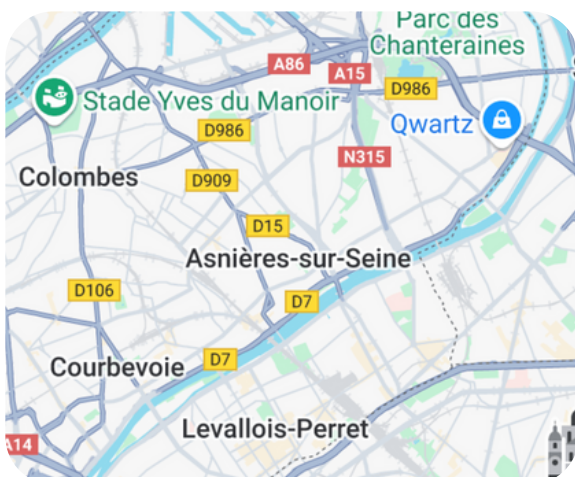 Parc des
Chanteraines
A86
A15
D986
Stade Yves du Manoir
Qwartz
D986
N315
Colombes
D909
D15
Asnières-sur-Seine
D106
D7
D7
Courbevoie
Levallois-Perret
A14